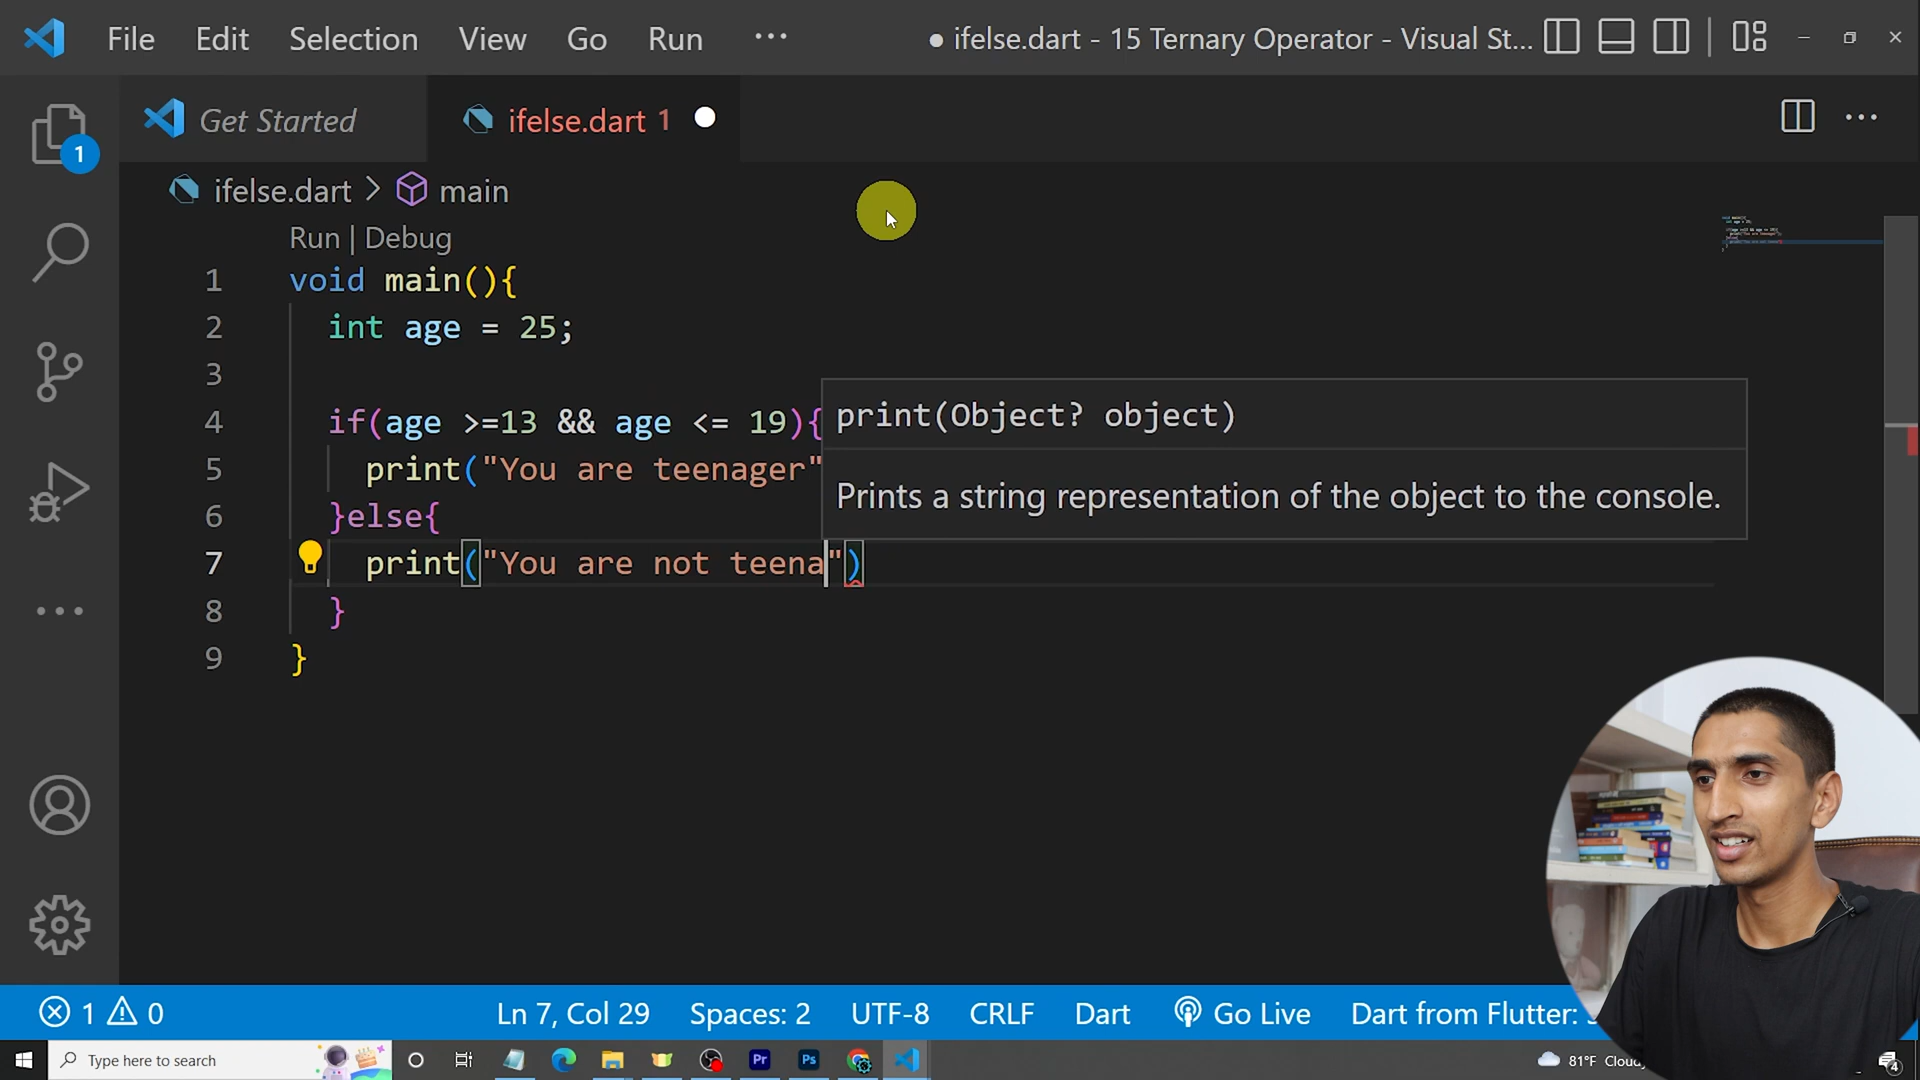 File Edit Selection View Go Run ··· ● ifelse.dart - 15 Ternary Operator - Visual St...
Get Started ifelse.dart 1
1
ifelse.dart > main
Run | Debug
1 void main(){
2 int age = 25;
3
4 if(age >=13 && age <= 19){
print(Object? object)
5 print("You are teenager"
Prints a string representation of the object to the console.
6 }else{
7 print("You are not teena")
8 }
9 }
1 0 Ln 7, Col 29 Spaces: 2 UTF-8 CRLF Dart Go Live Dart from Flutter:
Type here to search Pr Ps 81°F 4